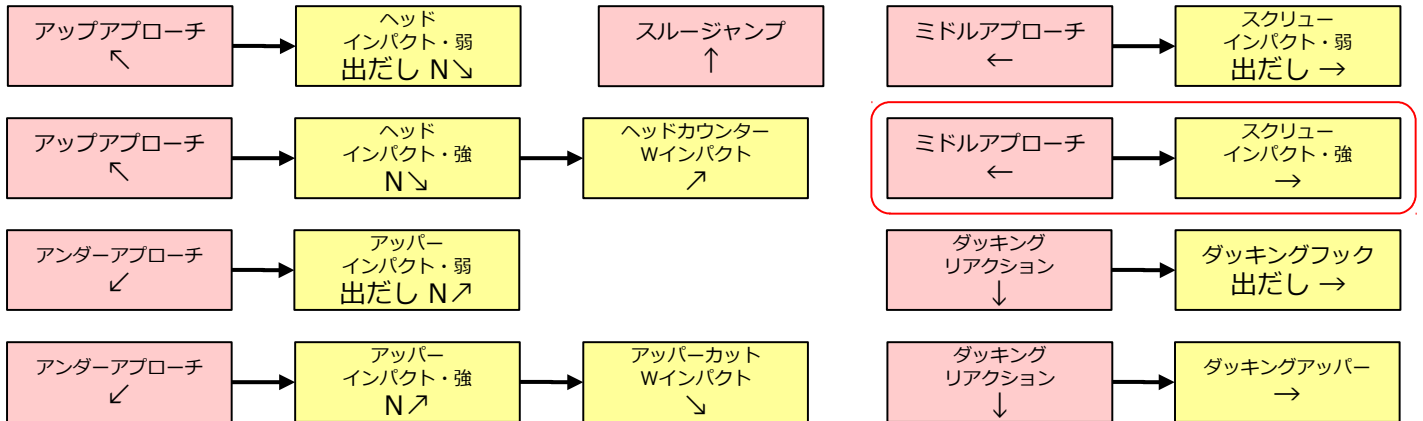 アップアプローチ
↖
ヘッド
インパクト・弱
出だし N↘
スルージャンプ
↑
ミドルアプローチ
←
スクリュー
インパクト・弱
出だし →
アップアプローチ
↖
ヘッド
インパクト・強
N↘
ヘッドカウンター
Wインパクト
↗
ミドルアプローチ
←
スクリュー
インパクト・強
→
アンダーアプローチ
↙
アッパー
インパクト・弱
出だし N↗
ダッキング
リアクション
↓
ダッキングフック
出だし →
アンダーアプローチ
↙
アッパー
インパクト・強
N↗
アッパーカット
Wインパクト
↘
ダッキング
リアクション
↓
ダッキングアッパー
→